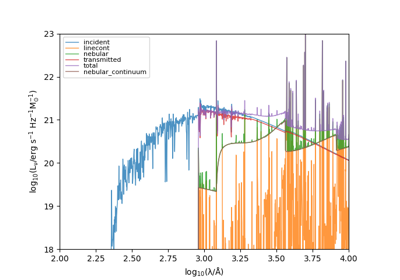 23
22
21
20
19
18
log₁₀(Lᵥ/erg s⁻¹ Hz⁻¹ M⊙⁻¹)
incident
linecont
nebular
transmitted
total
nebular_continuum
2.00 2.25 2.50 2.75 3.00 3.25 3.50 3.75 4.00
log₁₀(λ/Å)